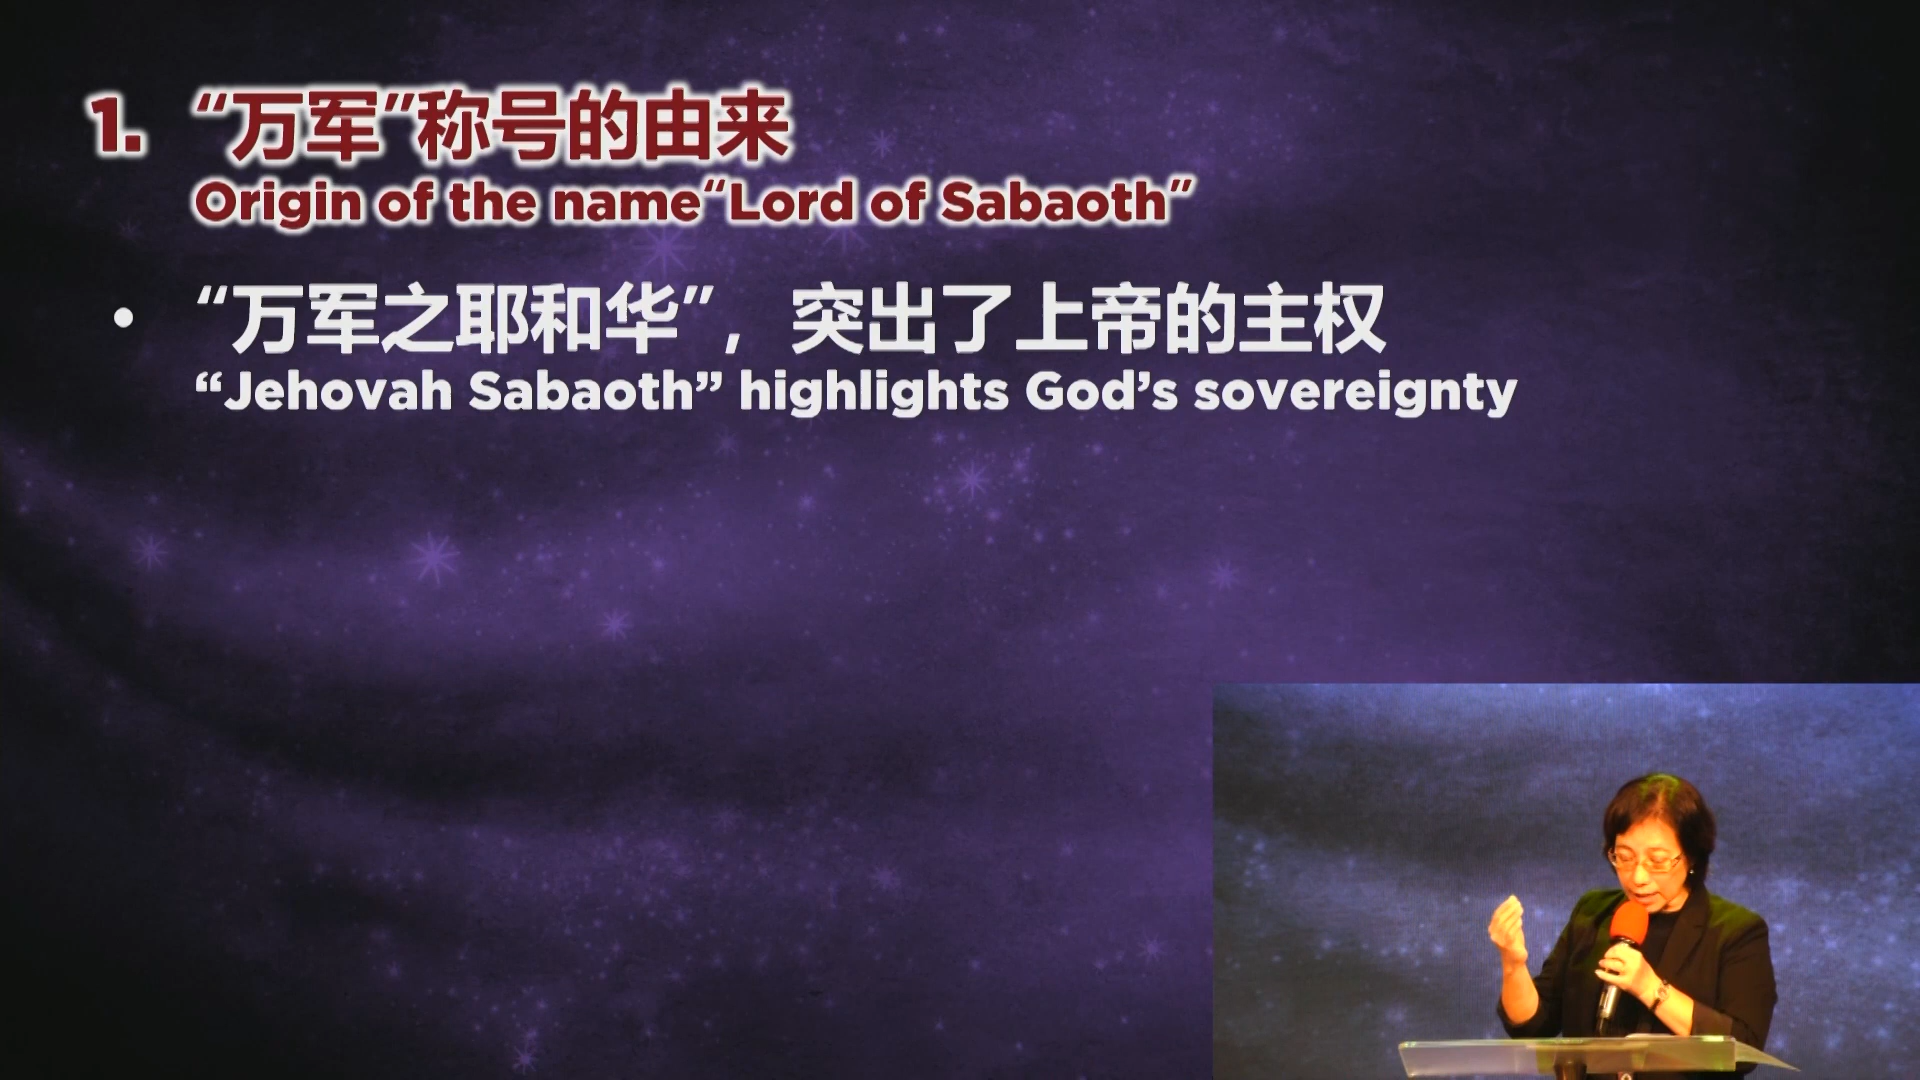 1. “万军”称号的由来
Origin of the name“Lord of Sabaoth”
• “万军之耶和华”，突出了上帝的主权
“Jehovah Sabaoth” highlights God’s sovereignty